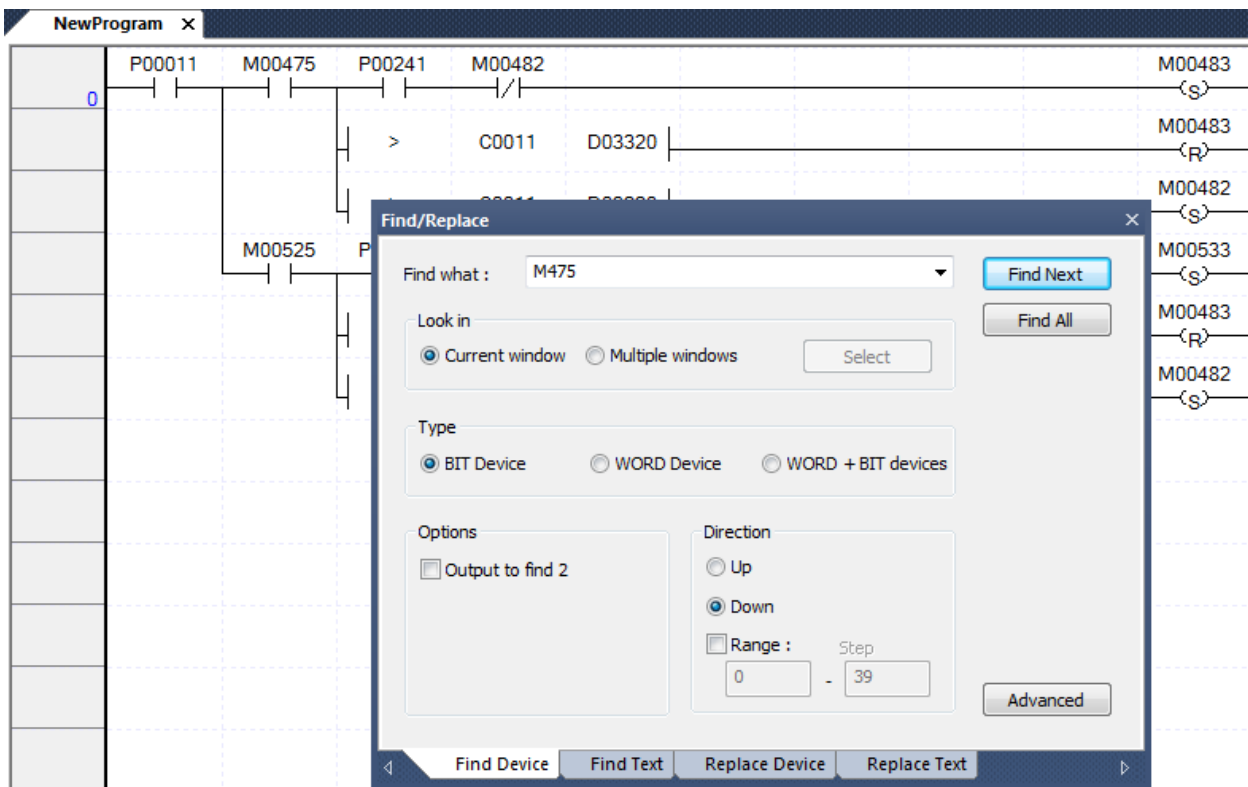 NewProgram ×
P00011 M00475 P00241 M00482 M00483
0 S
M00483
> C0011 D03320 R
M00482
S
Find/Replace
M00525 P M00533
S
Find what : M475 Find Next
M00483
Look in Find All
R
Current window Multiple windows Select
M00482
S
Type
BIT Device WORD Device WORD + BIT devices
Options Direction
Output to find 2 Up
Down
Range : Step
0 - 39
Advanced
Find Device Find Text Replace Device Replace Text